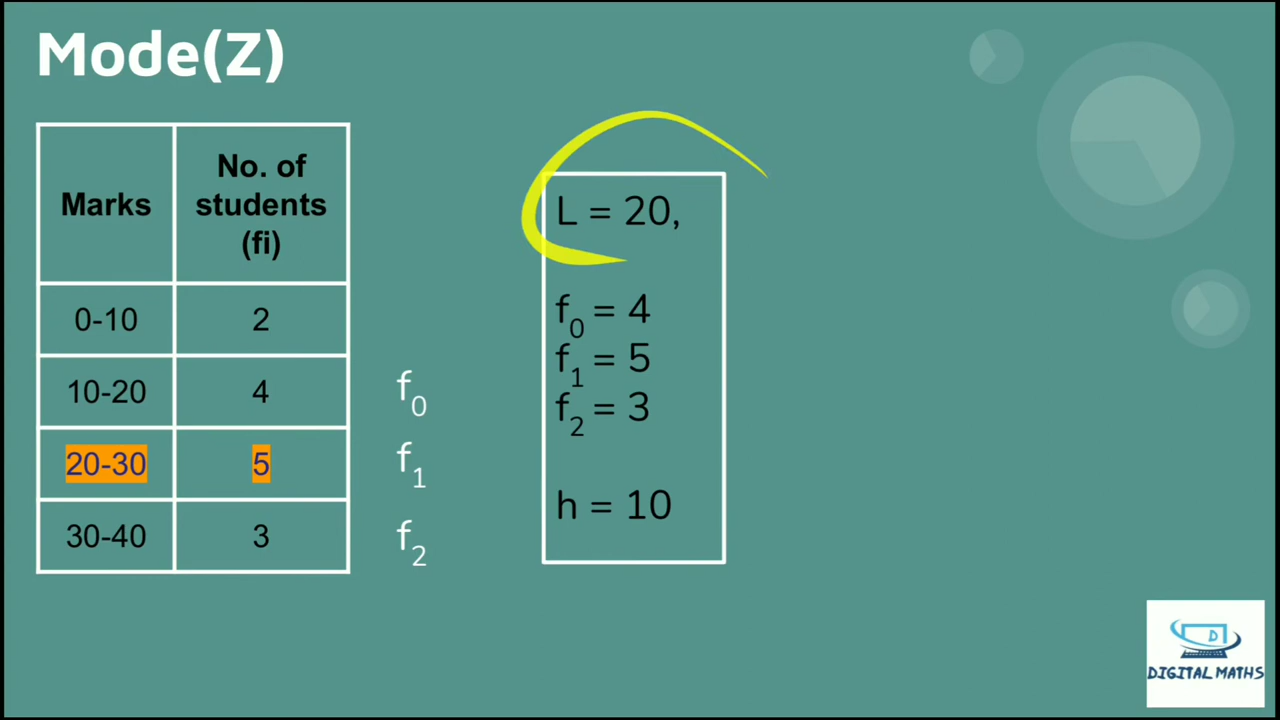 Mode(Z)
Marks No. of students (fi)
0-10 2
10-20 4 f₀
20-30 5 f₁
30-40 3 f₂
L = 20,
f₀ = 4
f₁ = 5
f₂ = 3
h = 10
D
DIGITAL MATHS